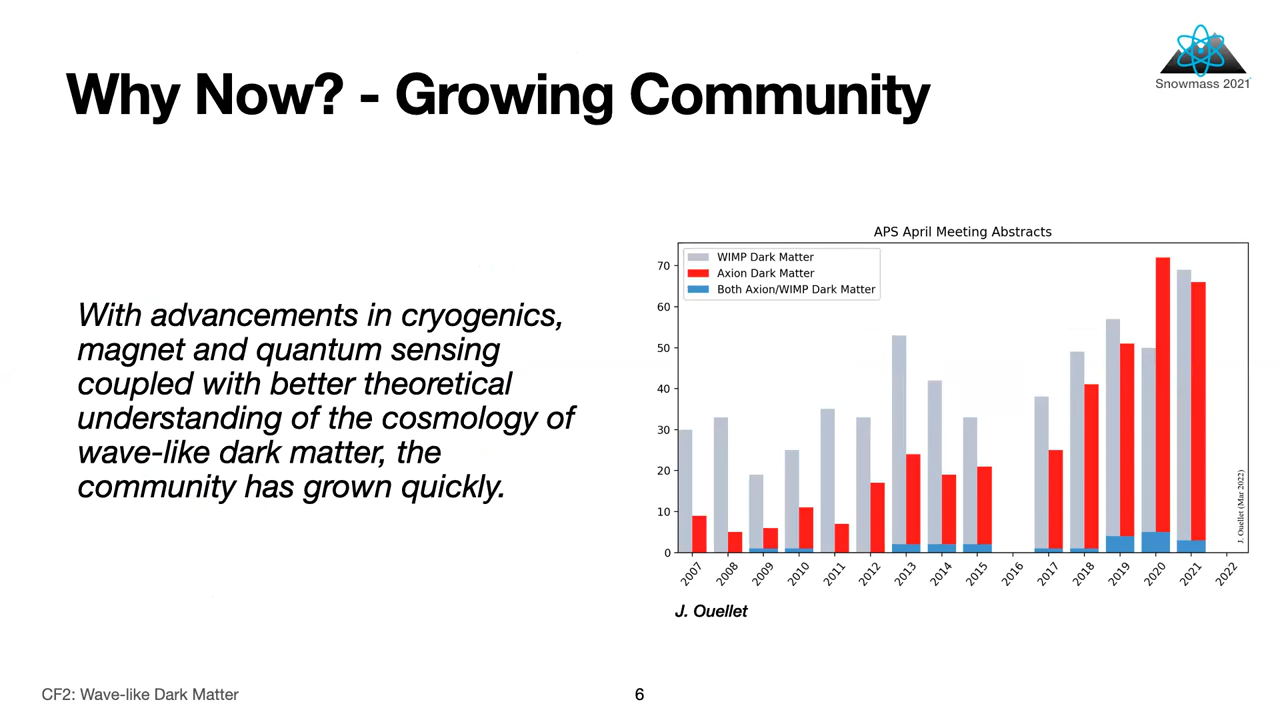 Why Now? - Growing Community
Snowmass 2021
With advancements in cryogenics,
magnet and quantum sensing
coupled with better theoretical
understanding of the cosmology of
wave-like dark matter, the
community has grown quickly.
APS April Meeting Abstracts
WIMP Dark Matter
Axion Dark Matter
Both Axion/WIMP Dark Matter
70
60
50
40
30
20
10
0
2007
2008
2009
2010
2011
2012
2013
2014
2015
2016
2017
2018
2019
2020
2021
2022
J. Ouellet (Mar 2022)
J. Ouellet
CF2: Wave-like Dark Matter
6